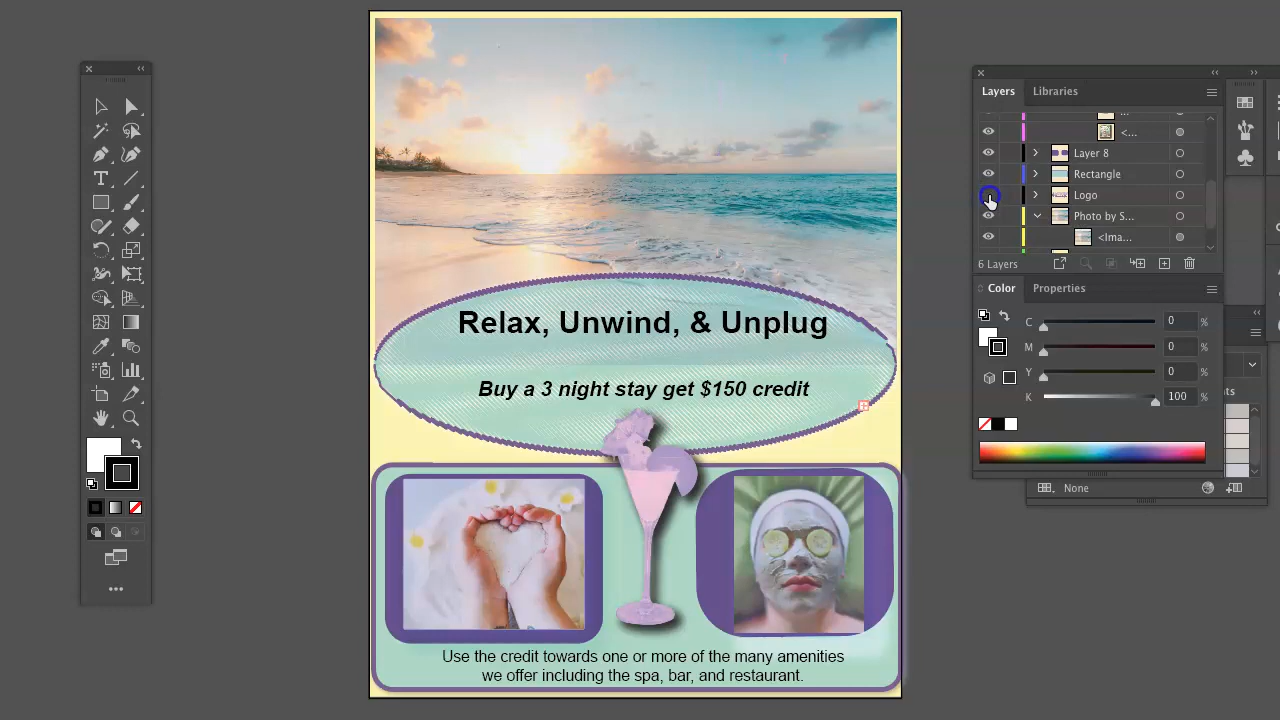 Layers
Libraries
...
<...
Layer 8
Rectangle
Logo
Photo by S...
<Ima...
6 Layers
Color
Properties
C
0
%
M
0
%
Y
0
%
K
100
%
None
Relax, Unwind, & Unplug
Buy a 3 night stay get $150 credit
Use the credit towards one or more of the many amenities
we offer including the spa, bar, and restaurant.